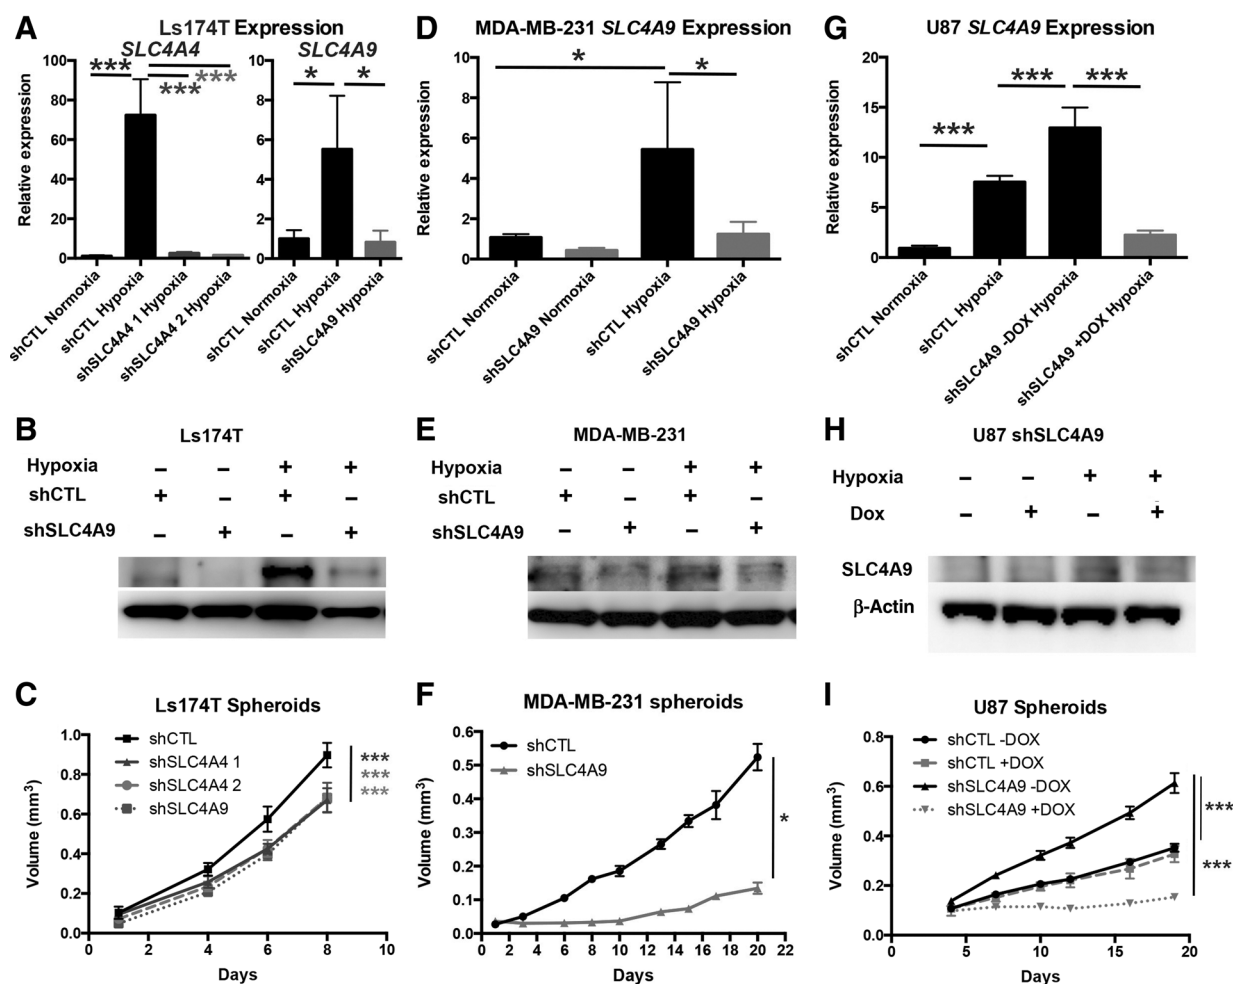 A
Ls174T Expression
SLC4A4
SLC4A9
Relative expression
100
80
60
40
20
0
***
***
***
shCTL Normoxia
shCTL Hypoxia
shSLC4A4 1 Hypoxia
shSLC4A4 2 Hypoxia
10
8
6
4
2
0
*
*
shCTL Normoxia
shCTL Hypoxia
shSLC4A9 Hypoxia
D
MDA-MB-231 SLC4A9 Expression
Relative expression
10
8
6
4
2
0
*
*
shCTL Normoxia
shSLC4A9 Normoxia
shCTL Hypoxia
shSLC4A9 Hypoxia
G
U87 SLC4A9 Expression
Relative expression
20
15
10
5
0
***
***
***
shCTL Normoxia
shCTL Hypoxia
shSLC4A9 -DOX Hypoxia
shSLC4A9 +DOX Hypoxia
B
Ls174T
Hypoxia − − + +
shCTL + − + −
shSLC4A9 − + − +
E
MDA-MB-231
Hypoxia − − + +
shCTL + − + −
shSLC4A9 − + − +
H
U87 shSLC4A9
Hypoxia − − + +
Dox − + − +
SLC4A9
β-Actin
C
Ls174T Spheroids
shCTL
shSLC4A4 1
shSLC4A4 2
shSLC4A9
***
***
***
Volume (mm³)
1.0
0.8
0.6
0.4
0.2
0.0
0 2 4 6 8 10
Days
F
MDA-MB-231 spheroids
shCTL
shSLC4A9
*
Volume (mm³)
0.6
0.5
0.4
0.3
0.2
0.1
0.0
0 2 4 6 8 10 12 14 16 18 20 22
Days
I
U87 Spheroids
shCTL -DOX
shCTL +DOX
shSLC4A9 -DOX
shSLC4A9 +DOX
***
***
Volume (mm³)
0.8
0.6
0.4
0.2
0.0
0 5 10 15 20
Days